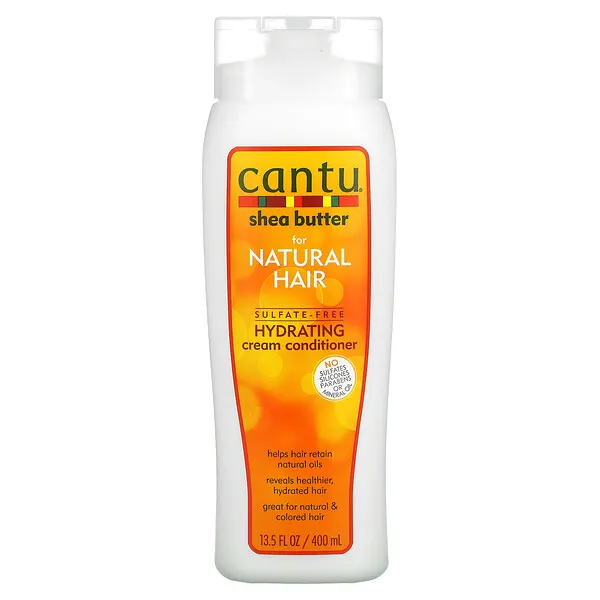 cantu®
shea butter
for
NATURAL
HAIR
SULFATE-FREE
HYDRATING
cream conditioner
NO
SULFATES
SILICONES
PARABENS
OR
MINERAL OIL
helps hair retain
natural oils
reveals healthier,
hydrated hair
great for natural &
colored hair
13.5 FL OZ / 400 mL